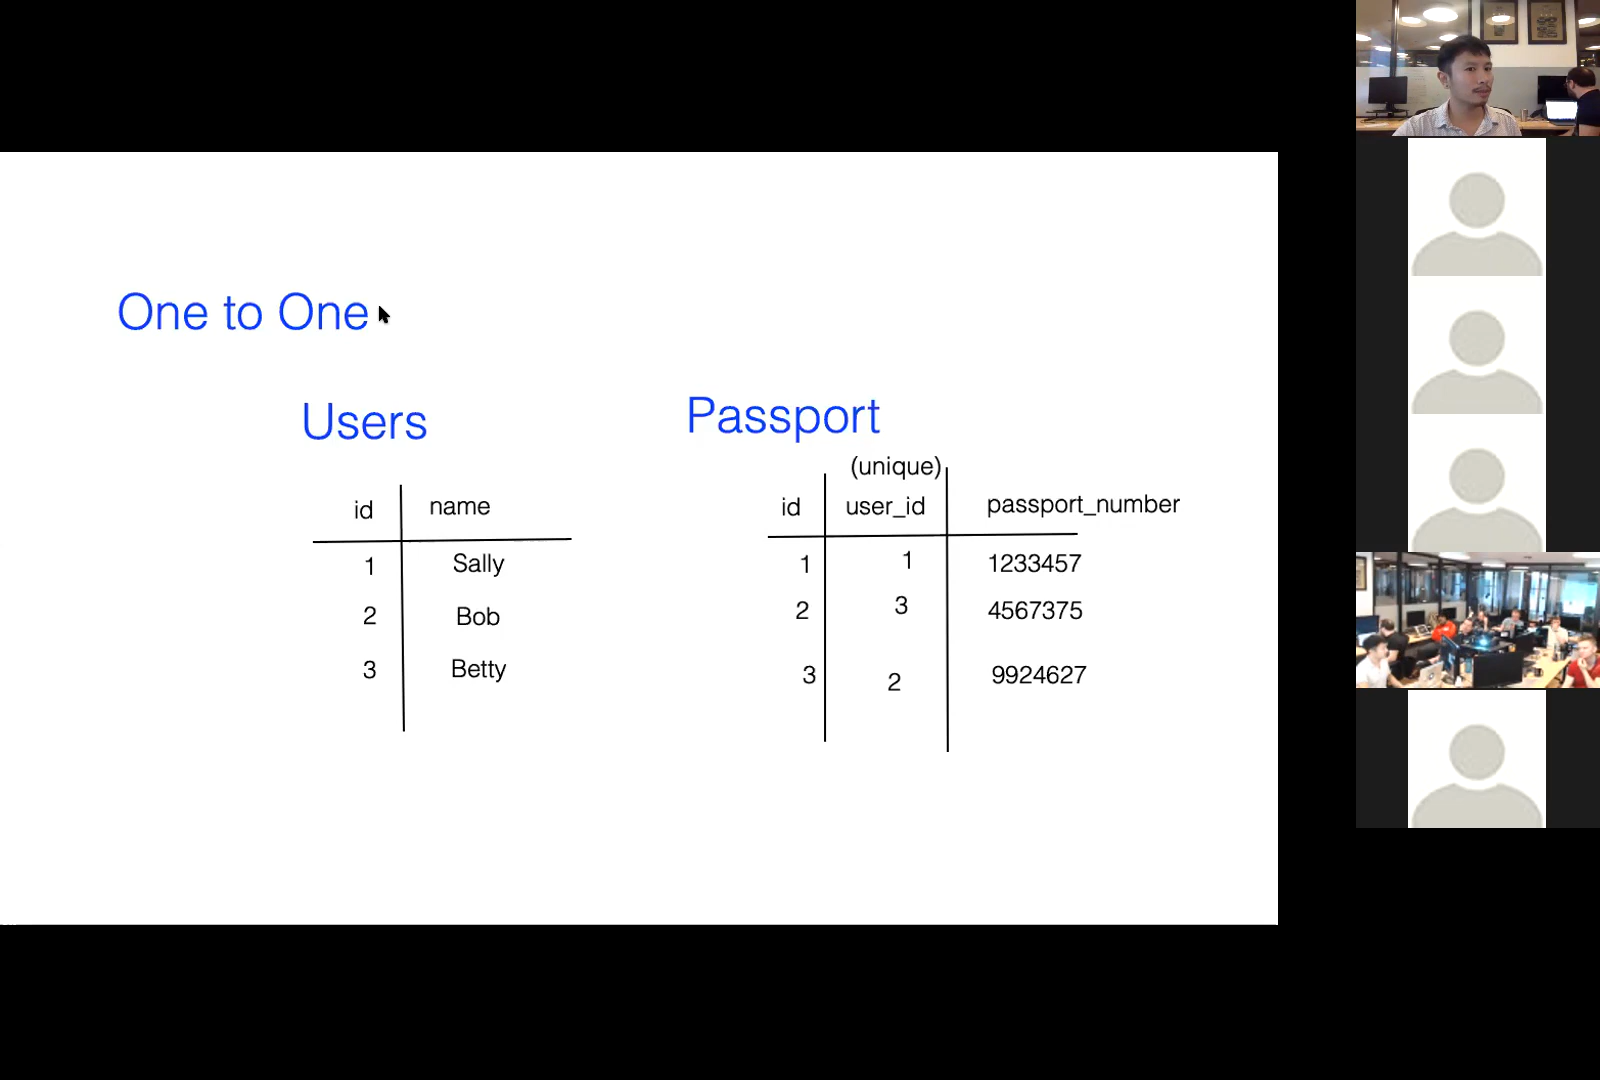 One to One
Users
Passport
(unique)
id name
id user_id passport_number
1 Sally
1 1 1233457
2 Bob
2 3 4567375
3 Betty
3 2 9924627